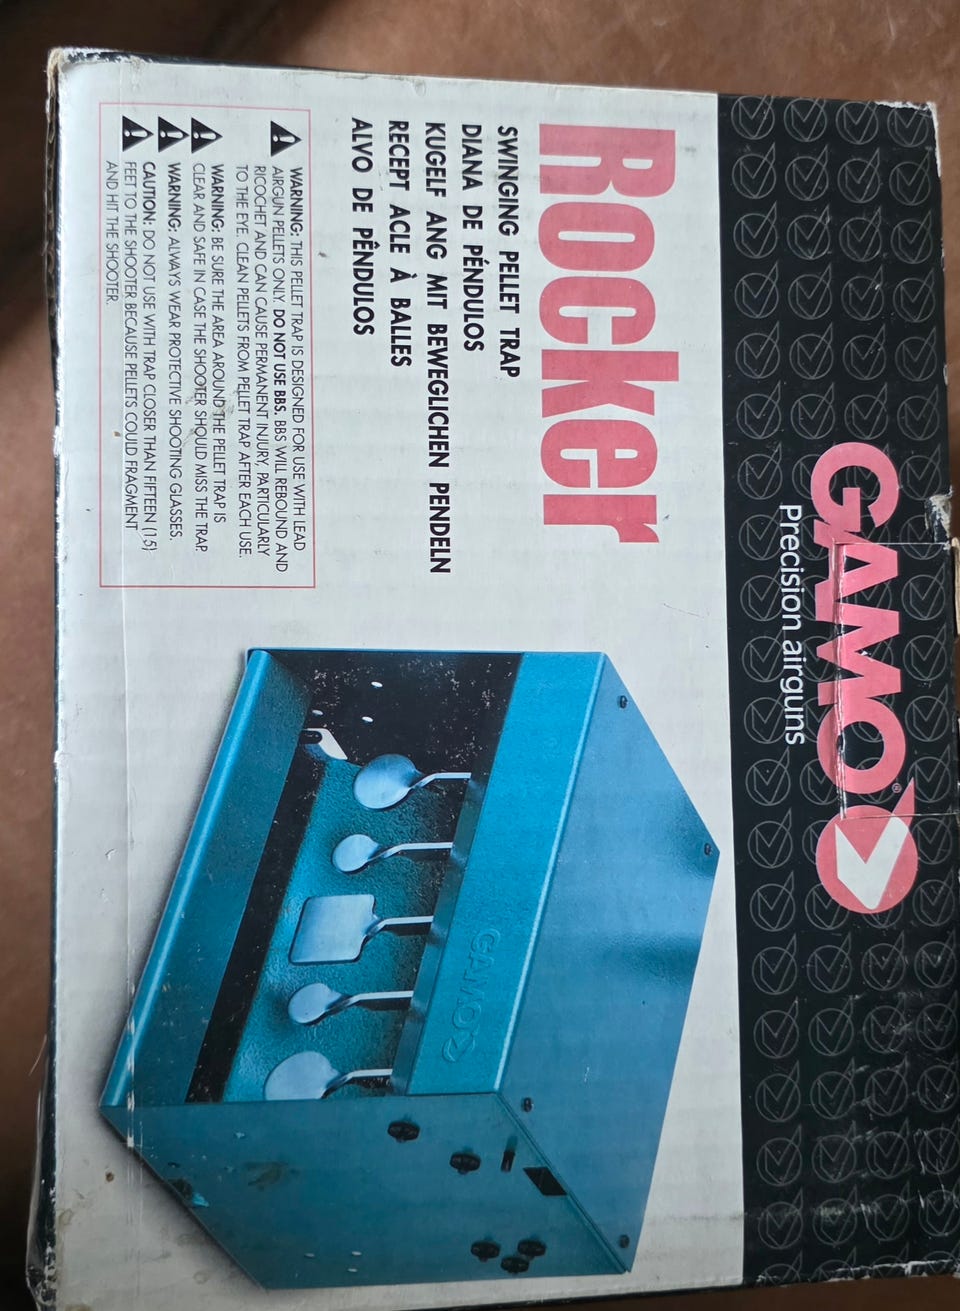 GAMO®
Precision airguns
Rocker
SWINGING PELLET TRAP
DIANA DE PÉNDULOS
KUGELF ANG MIT BEWEGLICHEN PENDELN
RECEPT ACLE À BALLES
ALVO DE PÊNDULOS
WARNING: THIS PELLET TRAP IS DESIGNED FOR USE WITH LEAD
AIRGUN PELLETS ONLY. DO NOT USE BBS. BBS WILL REBOUND AND
RICOCHET AND CAN CAUSE PERMANENT INJURY, PARTICULARLY
TO THE EYE. CLEAN PELLETS FROM PELLET TRAP AFTER EACH USE.
WARNING: BE SURE THE AREA AROUND THE PELLET TRAP IS
CLEAR AND SAFE IN CASE THE SHOOTER SHOULD MISS THE TRAP.
WARNING: ALWAYS WEAR PROTECTIVE SHOOTING GLASSES.
CAUTION: DO NOT USE WITH TRAP CLOSER THAN FIFTEEN (15)
FEET TO THE SHOOTER BECAUSE PELLETS COULD FRAGMENT
AND HIT THE SHOOTER.
GAMO